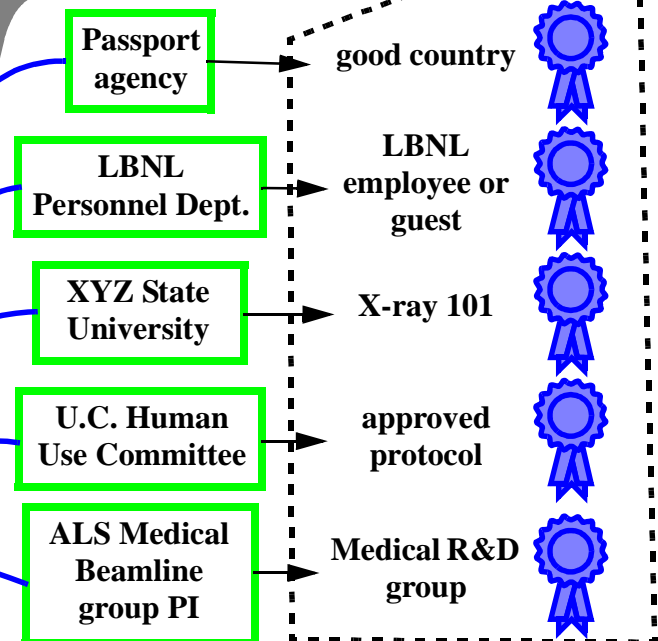 Passport
agency
good country
LBNL
Personnel Dept.
LBNL
employee or
guest
XYZ State
University
X-ray 101
U.C. Human
Use Committee
approved
protocol
ALS Medical
Beamline
group PI
Medical R&D
group